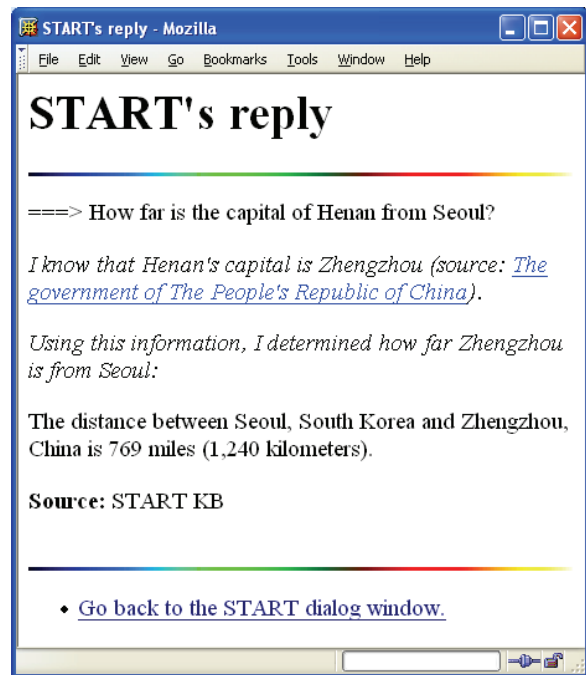 START's reply - Mozilla
File Edit View Go Bookmarks Tools Window Help
START's reply
===> How far is the capital of Henan from Seoul?
I know that Henan's capital is Zhengzhou (source: The
government of The People's Republic of China).
Using this information, I determined how far Zhengzhou
is from Seoul:
The distance between Seoul, South Korea and Zhengzhou,
China is 769 miles (1,240 kilometers).
Source: START KB
• Go back to the START dialog window.